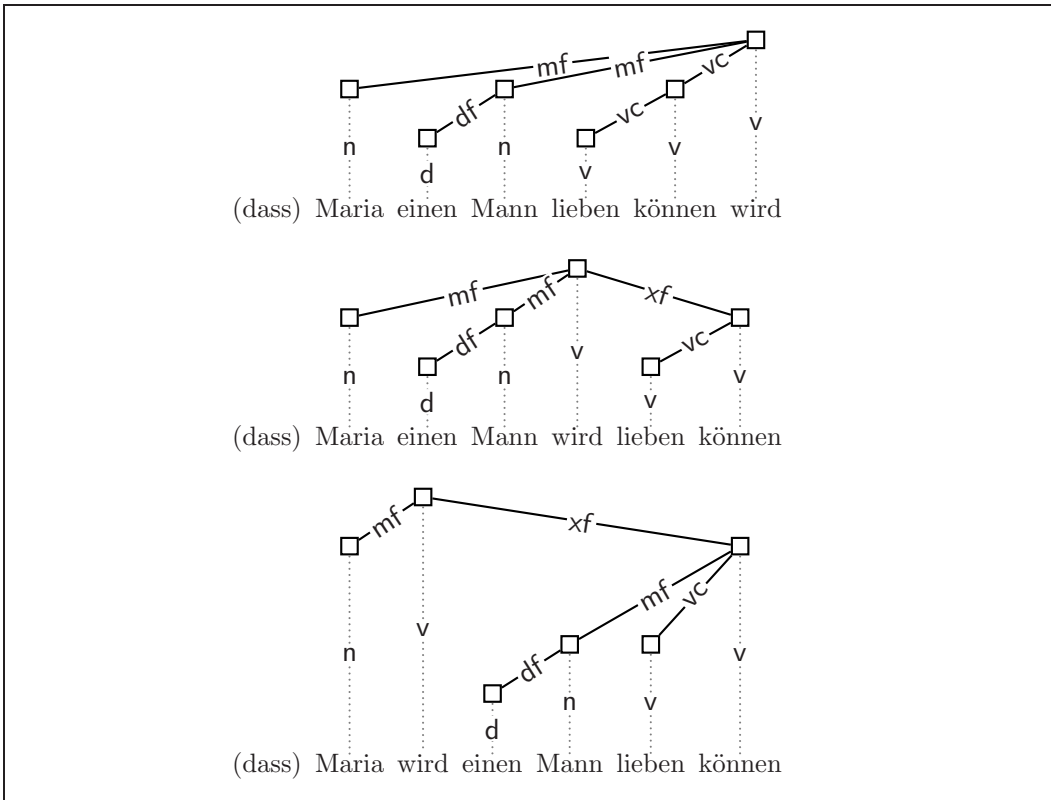 mf mf vc
df vc
n d n v v v
(dass) Maria einen Mann lieben können wird
mf mf xf
df vc
n d n v v v
(dass) Maria einen Mann wird lieben können
mf xf
mf vc
df
n v d n v v
(dass) Maria wird einen Mann lieben können